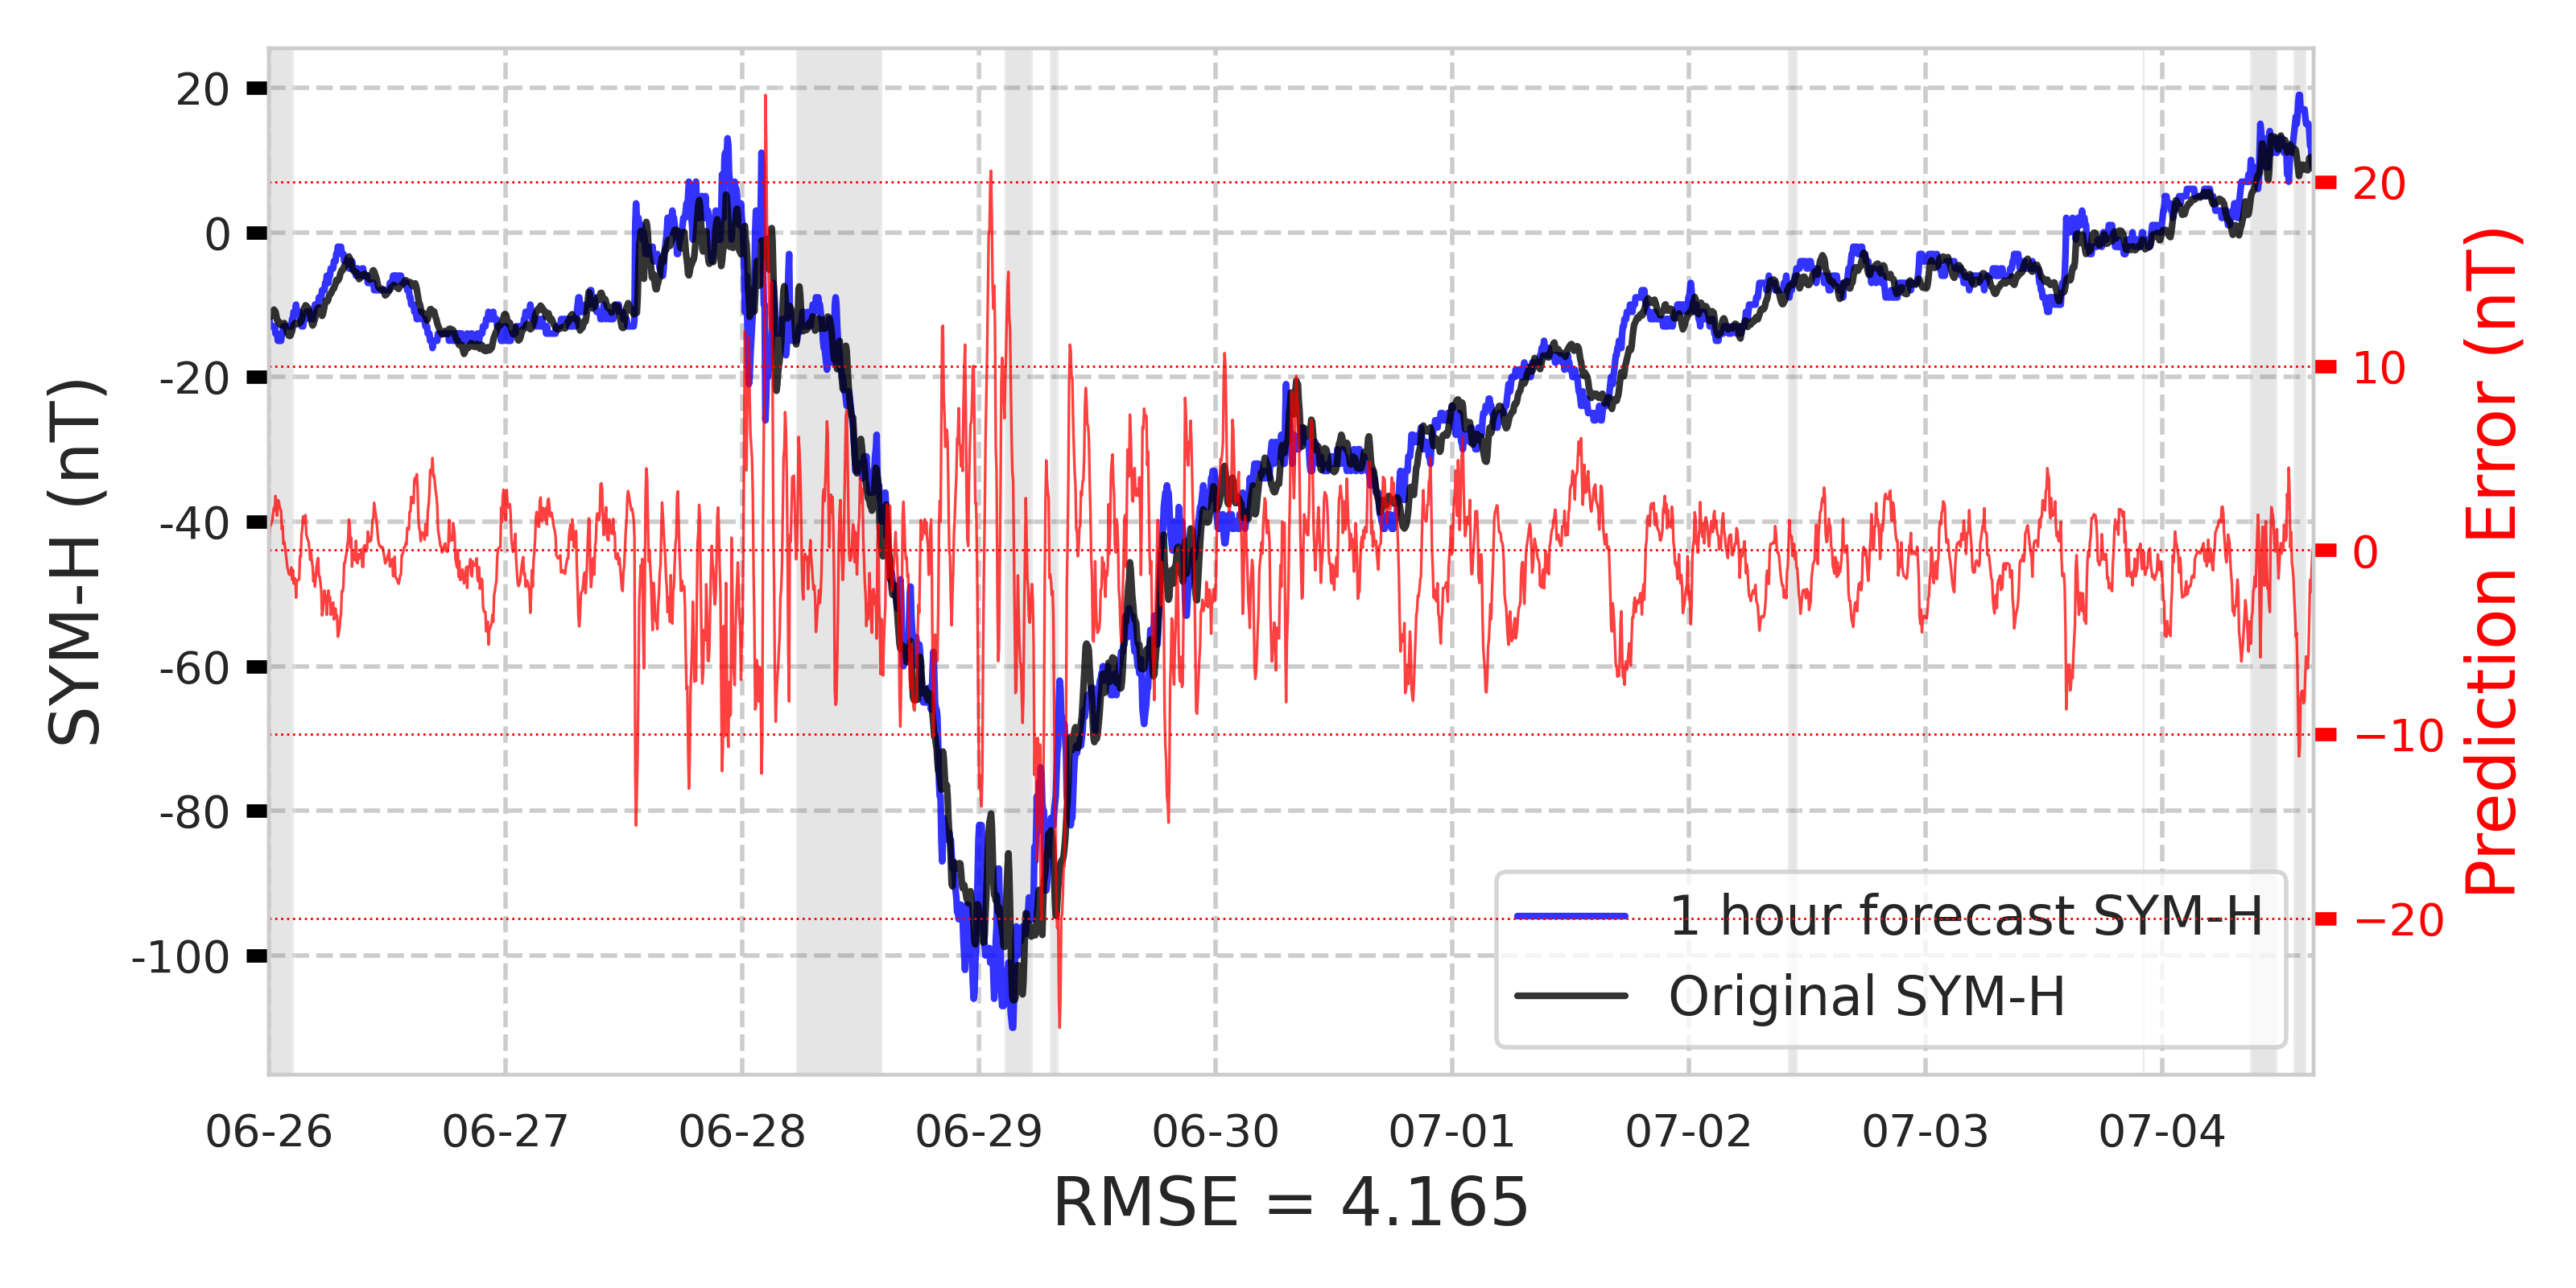 SYM-H (nT)
20
0
-20
-40
-60
-80
-100
20
10
0
−10
−20
Prediction Error (nT)
1 hour forecast SYM-H
Original SYM-H
06-26 06-27 06-28 06-29 06-30 07-01 07-02 07-03 07-04
RMSE = 4.165